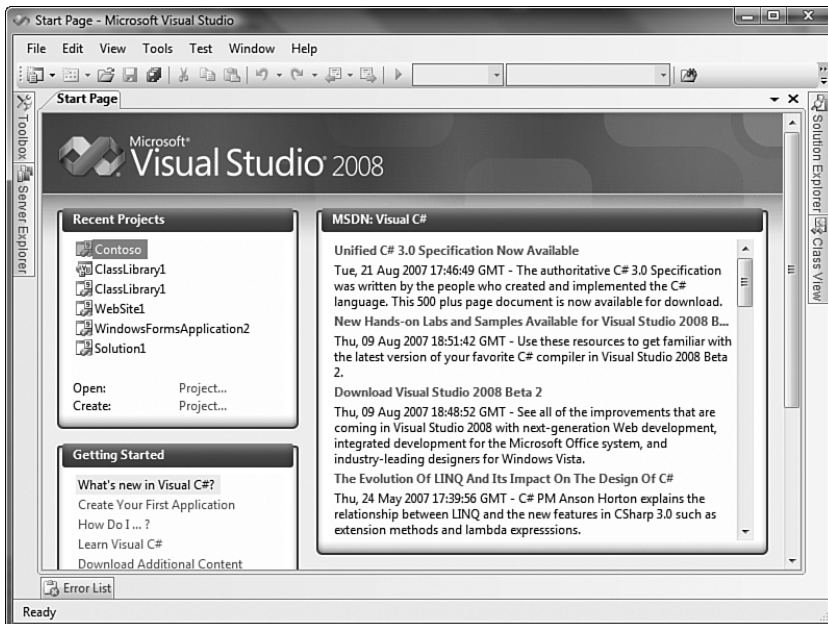 Start Page - Microsoft Visual Studio
File Edit View Tools Test Window Help
Toolbox
Server Explorer
Start Page
Solution Explorer
Class View
Microsoft®
Visual Studio® 2008
Recent Projects
Contoso
ClassLibrary1
ClassLibrary1
WebSite1
WindowsFormsApplication2
Solution1
Open: Project...
Create: Project...
Getting Started
What's new in Visual C#?
Create Your First Application
How Do I ... ?
Learn Visual C#
Download Additional Content
MSDN: Visual C#
Unified C# 3.0 Specification Now Available
Tue, 21 Aug 2007 17:46:49 GMT - The authoritative C# 3.0 Specification
was written by the people who created and implemented the C#
language. This 500 plus page document is now available for download.
New Hands-on Labs and Samples Available for Visual Studio 2008 B...
Thu, 09 Aug 2007 18:51:42 GMT - Use these resources to get familiar with
the latest version of your favorite C# compiler in Visual Studio 2008 Beta
2.
Download Visual Studio 2008 Beta 2
Thu, 09 Aug 2007 18:48:52 GMT - See all of the improvements that are
coming in Visual Studio 2008 with next-generation Web development,
integrated development for the Microsoft Office system, and
industry-leading designers for Windows Vista.
The Evolution Of LINQ And Its Impact On The Design Of C#
Thu, 24 May 2007 17:39:56 GMT - C# PM Anson Horton explains the
relationship between LINQ and the new features in CSharp 3.0 such as
extension methods and lambda expresssions.
Error List
Ready